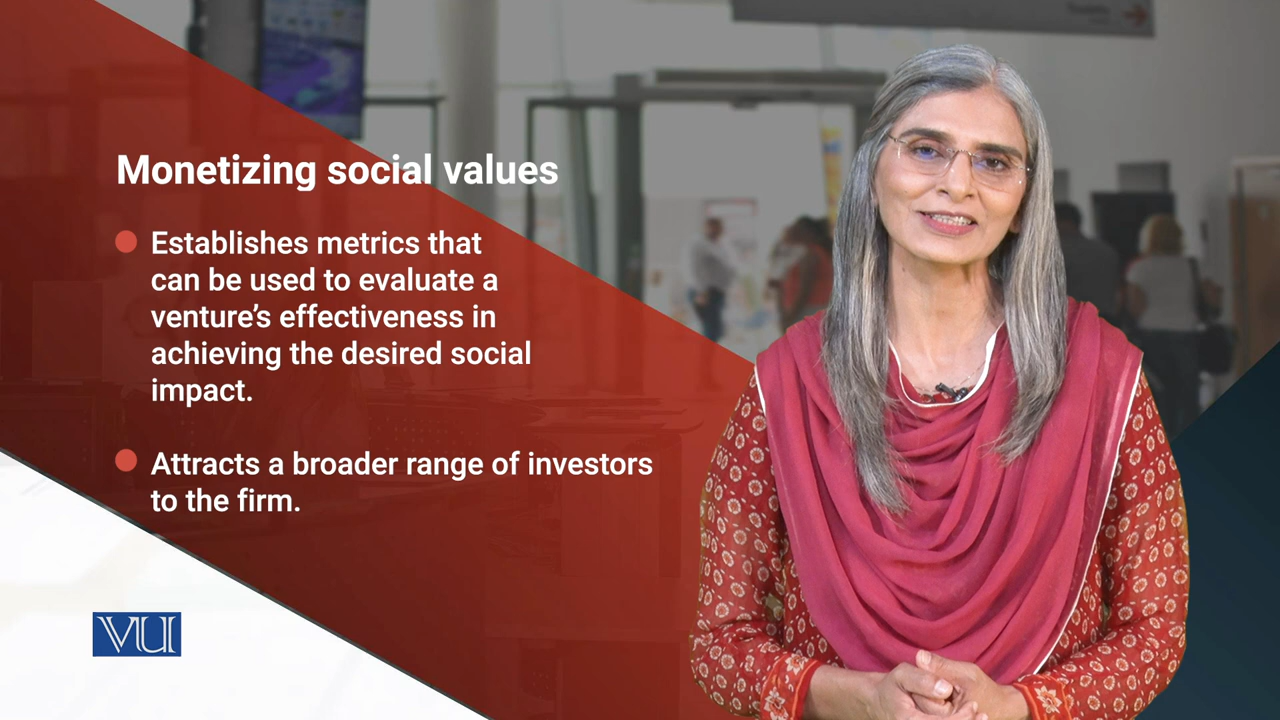 Monetizing social values
Establishes metrics that
can be used to evaluate a
venture's effectiveness in
achieving the desired social
impact.
Attracts a broader range of investors
to the firm.
VU